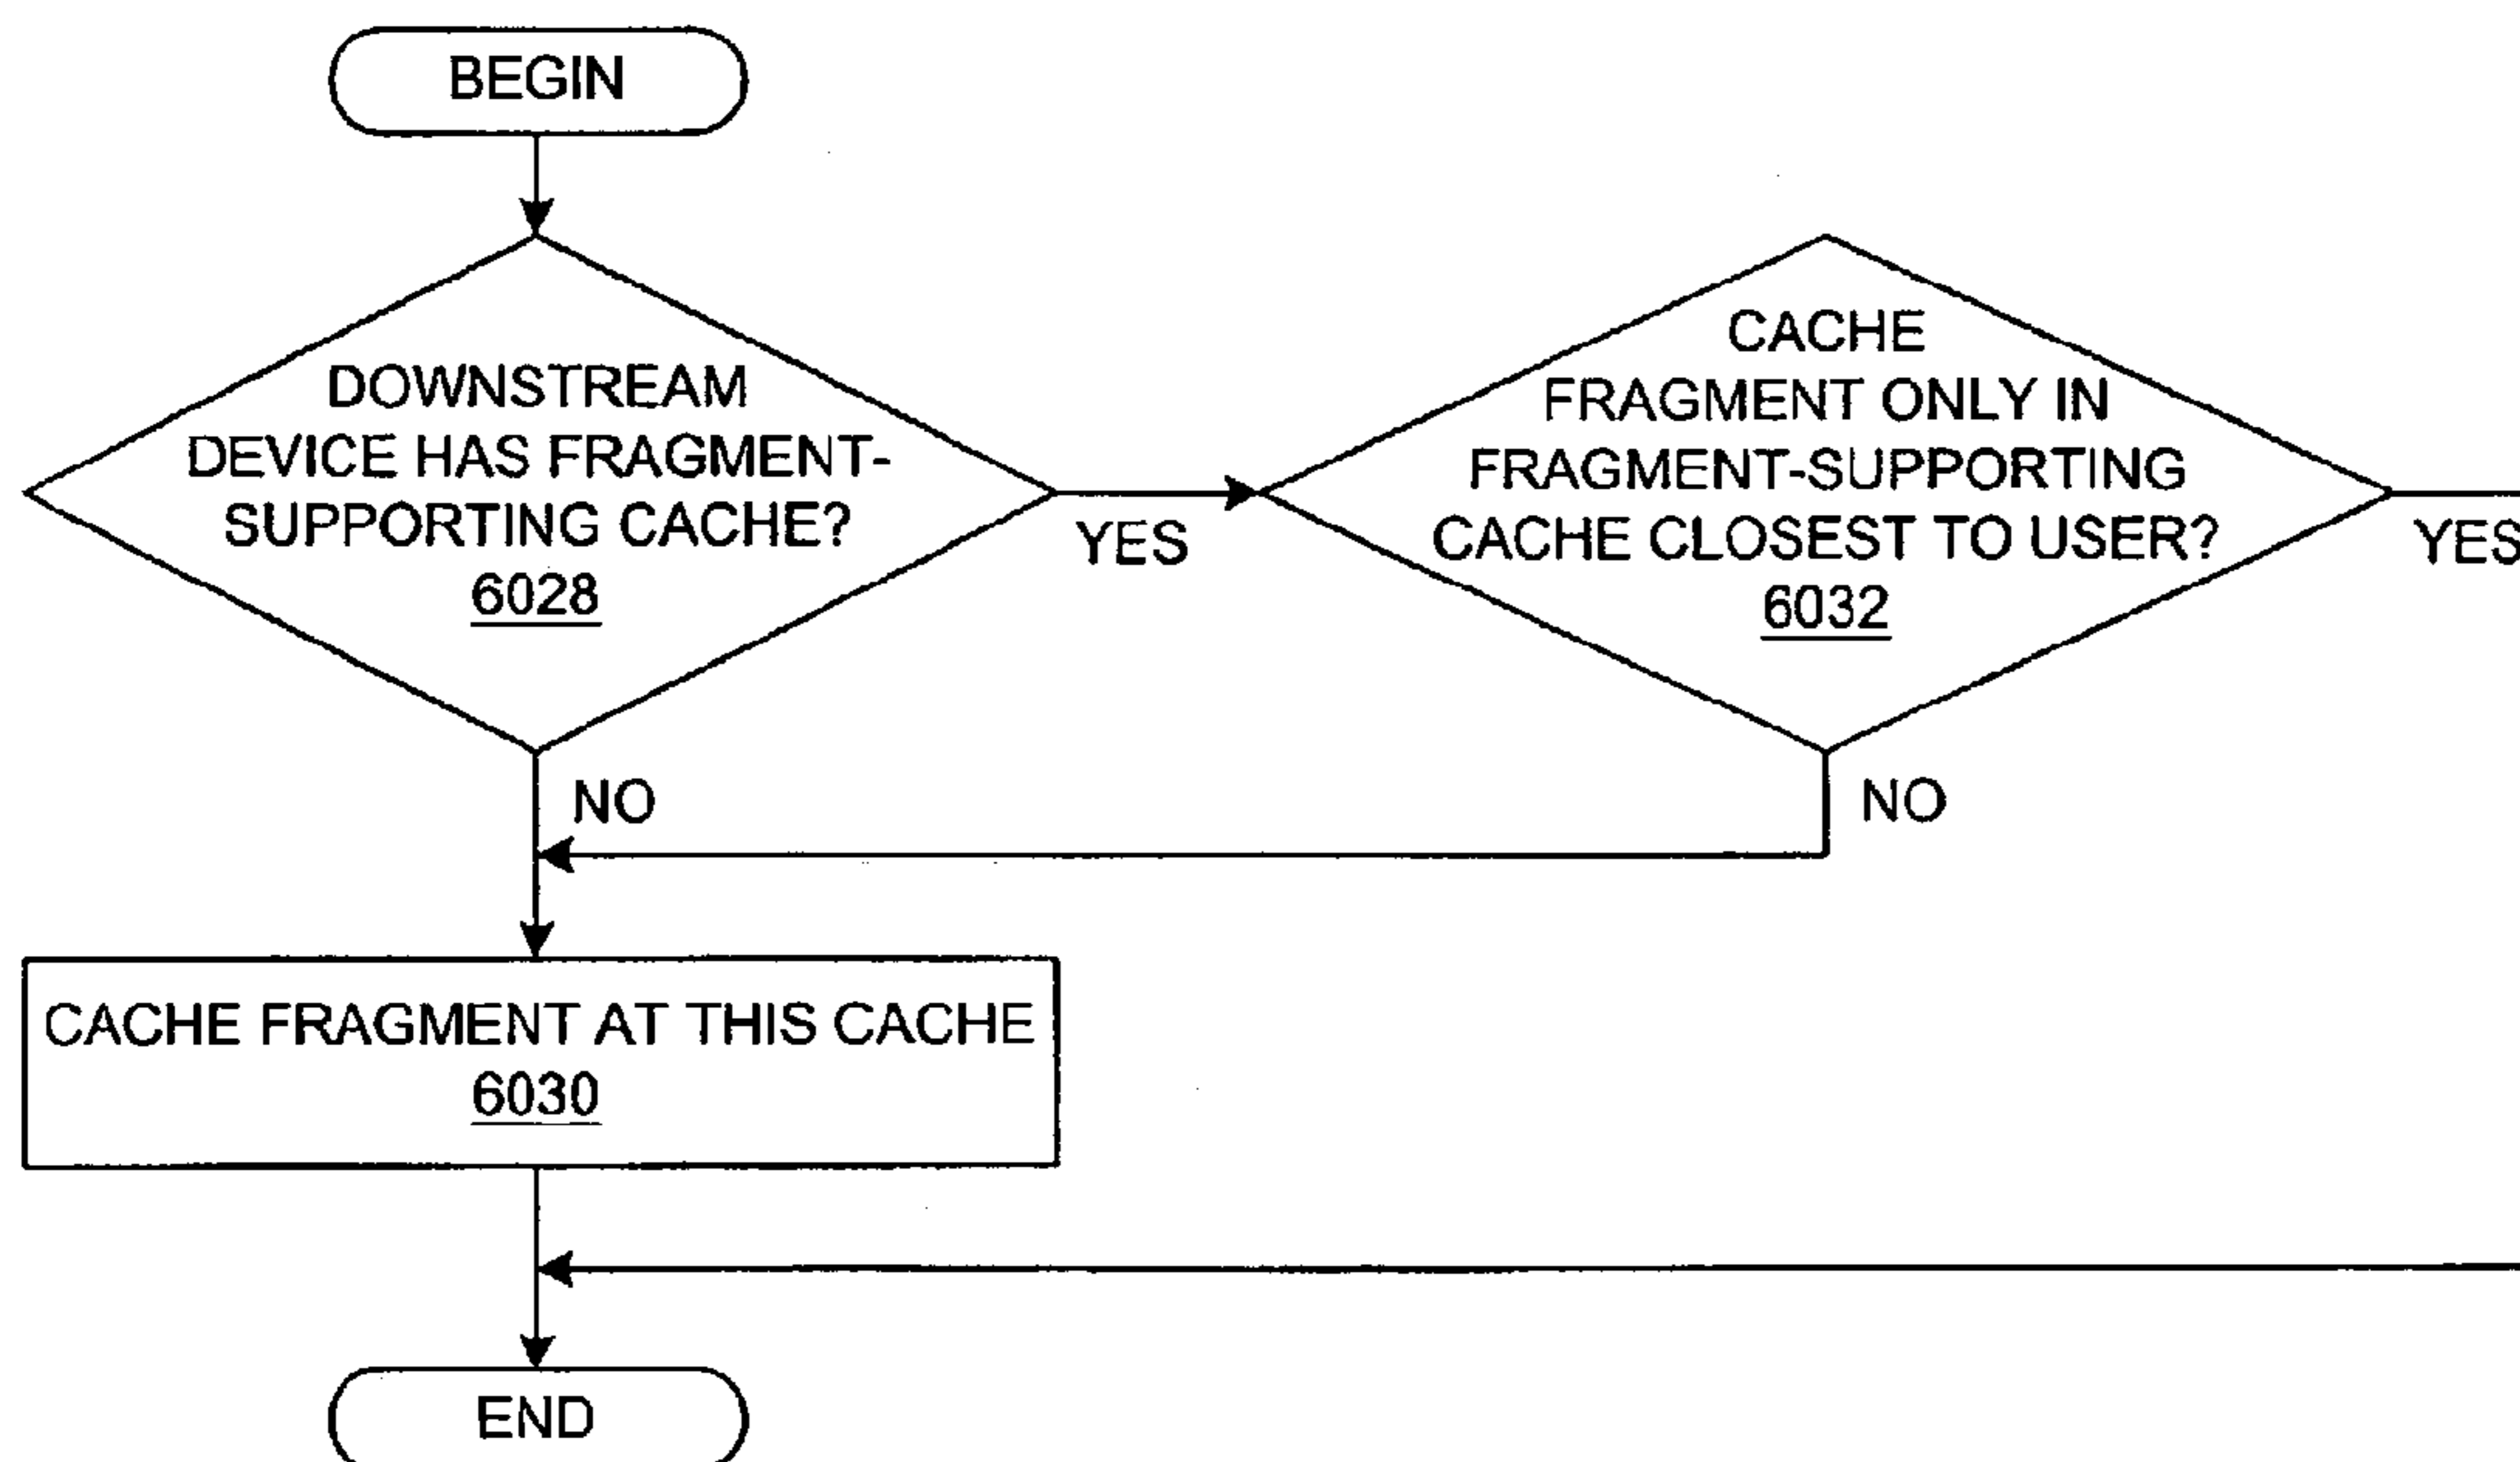 BEGIN
DOWNSTREAM
DEVICE HAS FRAGMENT-
SUPPORTING CACHE?
6028
YES
CACHE
FRAGMENT ONLY IN
FRAGMENT-SUPPORTING
CACHE CLOSEST TO USER?
6032
YES
NO
NO
CACHE FRAGMENT AT THIS CACHE
6030
END